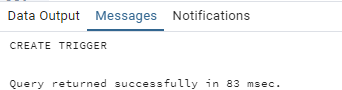 Data Output Messages Notifications
CREATE TRIGGER
Query returned successfully in 83 msec.